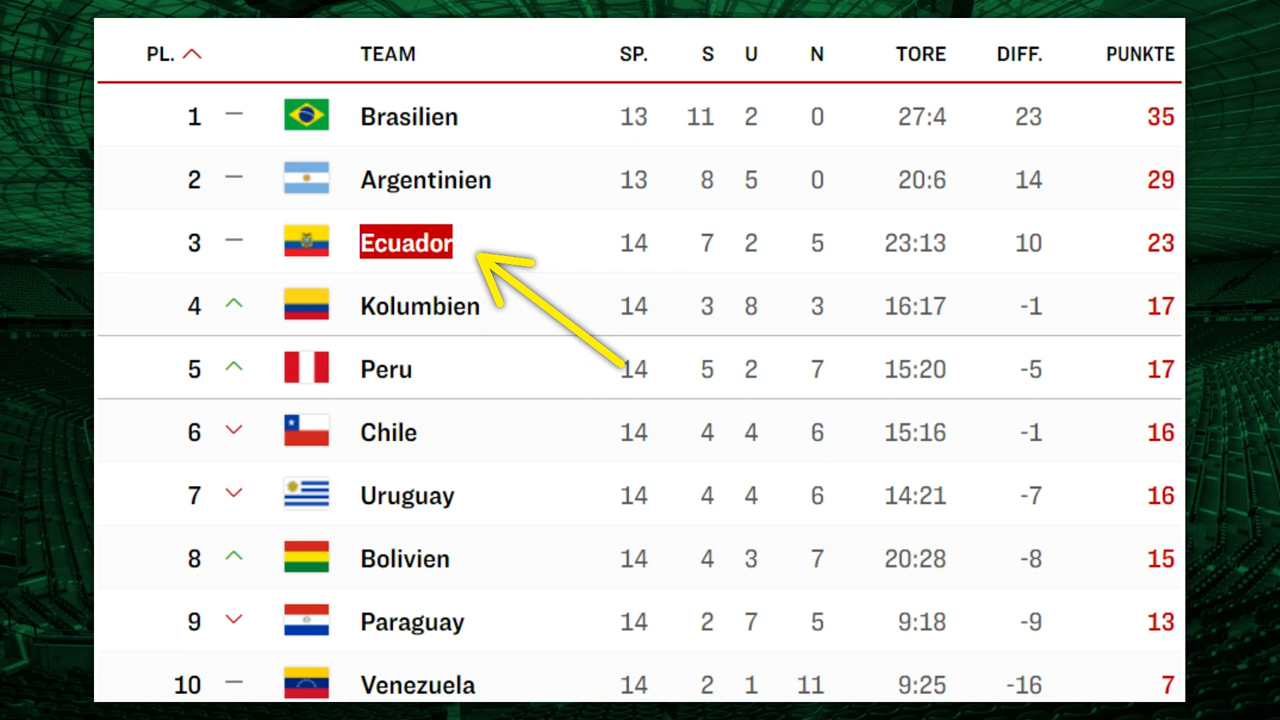 PL. TEAM SP. S U N TORE DIFF. PUNKTE
1 Brasilien 13 11 2 0 27:4 23 35
2 Argentinien 13 8 5 0 20:6 14 29
3 Ecuador 14 7 2 5 23:13 10 23
4 Kolumbien 14 3 8 3 16:17 -1 17
5 Peru 14 5 2 7 15:20 -5 17
6 Chile 14 4 4 6 15:16 -1 16
7 Uruguay 14 4 4 6 14:21 -7 16
8 Bolivien 14 4 3 7 20:28 -8 15
9 Paraguay 14 2 7 5 9:18 -9 13
10 Venezuela 14 2 1 11 9:25 -16 7